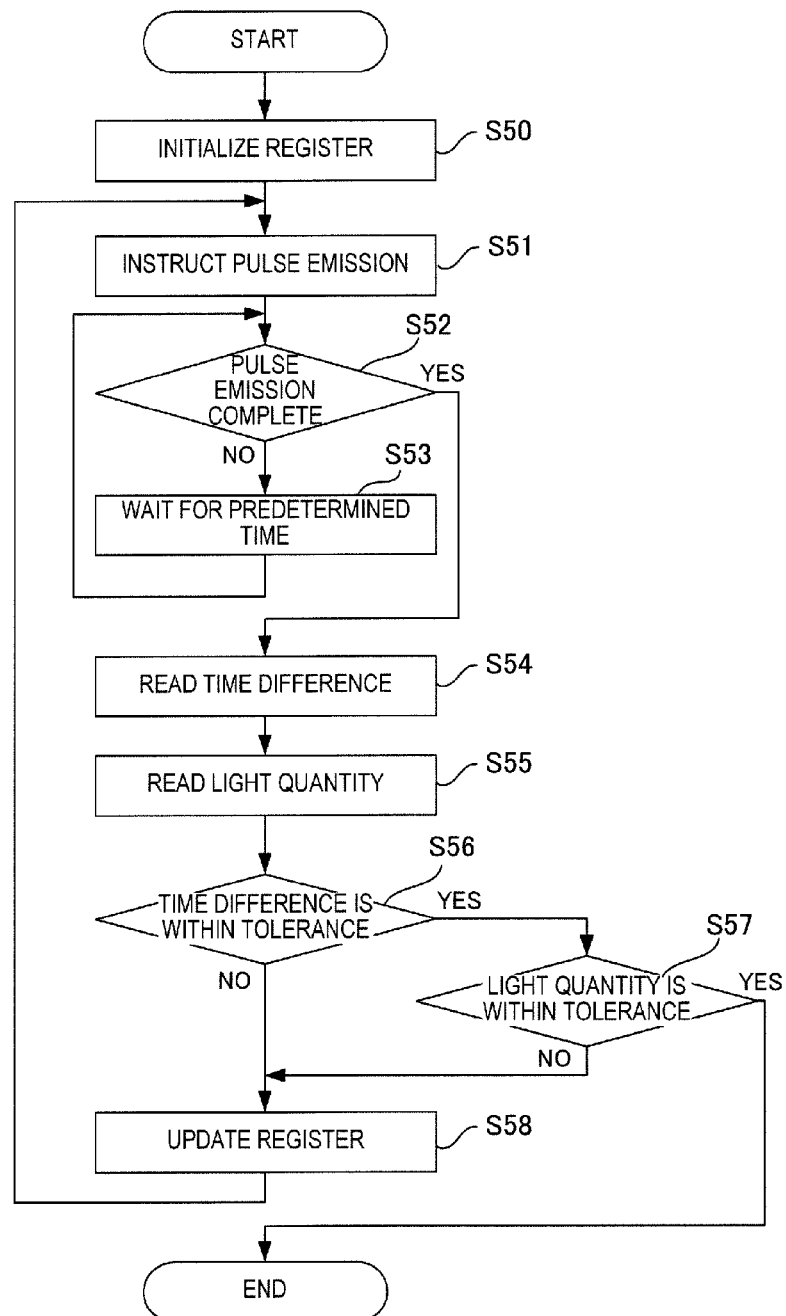 START
S50
INITIALIZE REGISTER
S51
INSTRUCT PULSE EMISSION
S52
PULSE
EMISSION
COMPLETE
YES
NO
S53
WAIT FOR PREDETERMINED
TIME
S54
READ TIME DIFFERENCE
S55
READ LIGHT QUANTITY
S56
TIME DIFFERENCE IS
WITHIN TOLERANCE
YES
NO
S57
LIGHT QUANTITY IS
WITHIN TOLERANCE
YES
NO
S58
UPDATE REGISTER
END